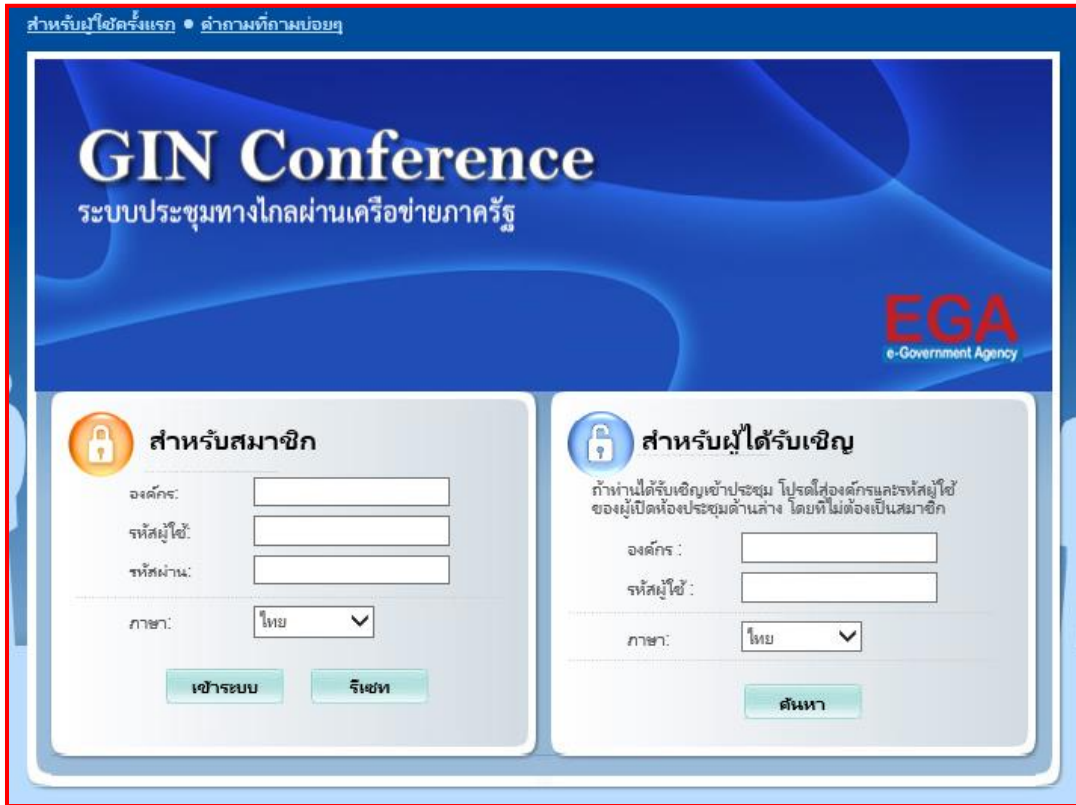 สำหรับผู้ใช้ครั้งแรก ● คำถามที่ถามบ่อยๆ
GIN Conference
ระบบประชุมทางไกลผ่านเครือข่ายภาครัฐ
EGA
e-Government Agency
สำหรับสมาชิก
องค์กร:
รหัสผู้ใช้:
รหัสผ่าน:
ภาษา:
ไทย
เข้าระบบ
รีเซท
สำหรับผู้ได้รับเชิญ
ถ้าท่านได้รับเชิญเข้าประชุม โปรดใส่องค์กรและรหัสผู้ใช้
ของผู้เปิดห้องประชุมด้านล่าง โดยที่ไม่ต้องเป็นสมาชิก
องค์กร :
รหัสผู้ใช้ :
ภาษา:
ไทย
ค้นหา